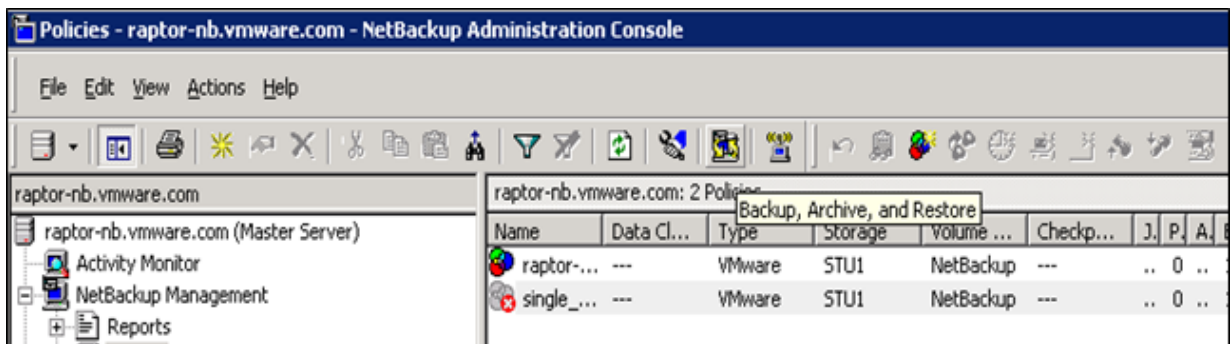 Policies - raptor-nb.vmware.com - NetBackup Administration Console
File Edit View Actions Help
raptor-nb.vmware.com
raptor-nb.vmware.com: 2 Policies
Backup, Archive, and Restore
raptor-nb.vmware.com (Master Server)
Activity Monitor
NetBackup Management
Reports
Name Data Cl... Type Storage Volume ... Checkp... J. P. A.
raptor-... --- VMware STU1 NetBackup --- .. 0 ..
single_... --- VMware STU1 NetBackup --- .. 0 ..